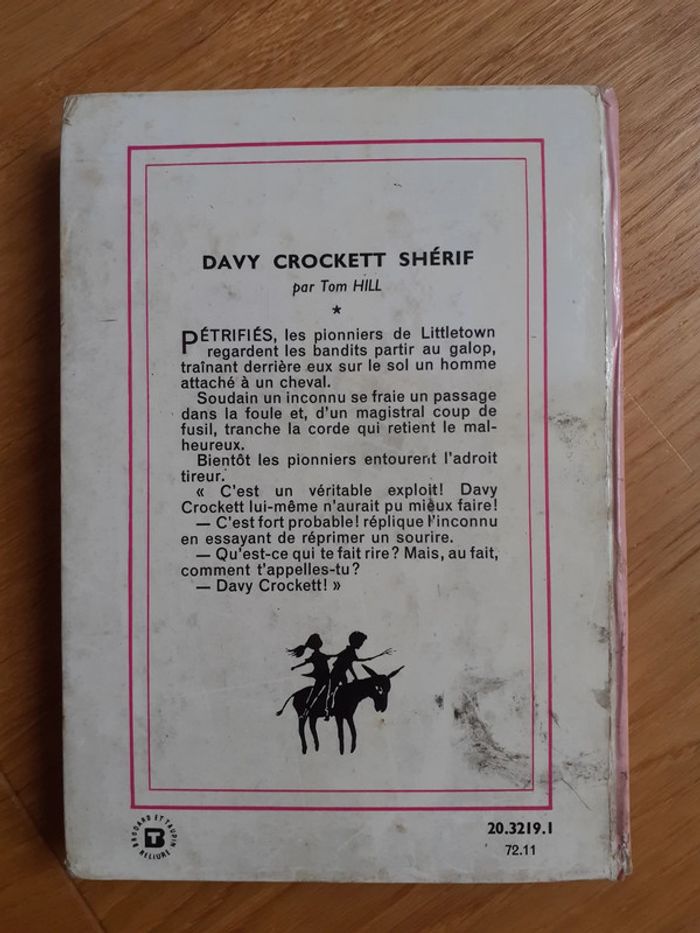 DAVY CROCKETT SHÉRIF
par Tom HILL
★
PÉTRIFIÉS, les pionniers de Littletown
regardent les bandits partir au galop,
traînant derrière eux sur le sol un homme
attaché à un cheval.
Soudain un inconnu se fraie un passage
dans la foule et, d'un magistral coup de
fusil, tranche la corde qui retient le mal-
heureux.
Bientôt les pionniers entourent l'adroit
tireur.
« C'est un véritable exploit! Davy
Crockett lui-même n'aurait pu mieux faire!
— C'est fort probable! réplique l'inconnu
en essayant de réprimer un sourire.
— Qu'est-ce qui te fait rire? Mais, au fait,
comment t'appelles-tu?
— Davy Crockett! »
BRODARD ET TAUPIN
BT
RELIURE
20.3219.1
72.11